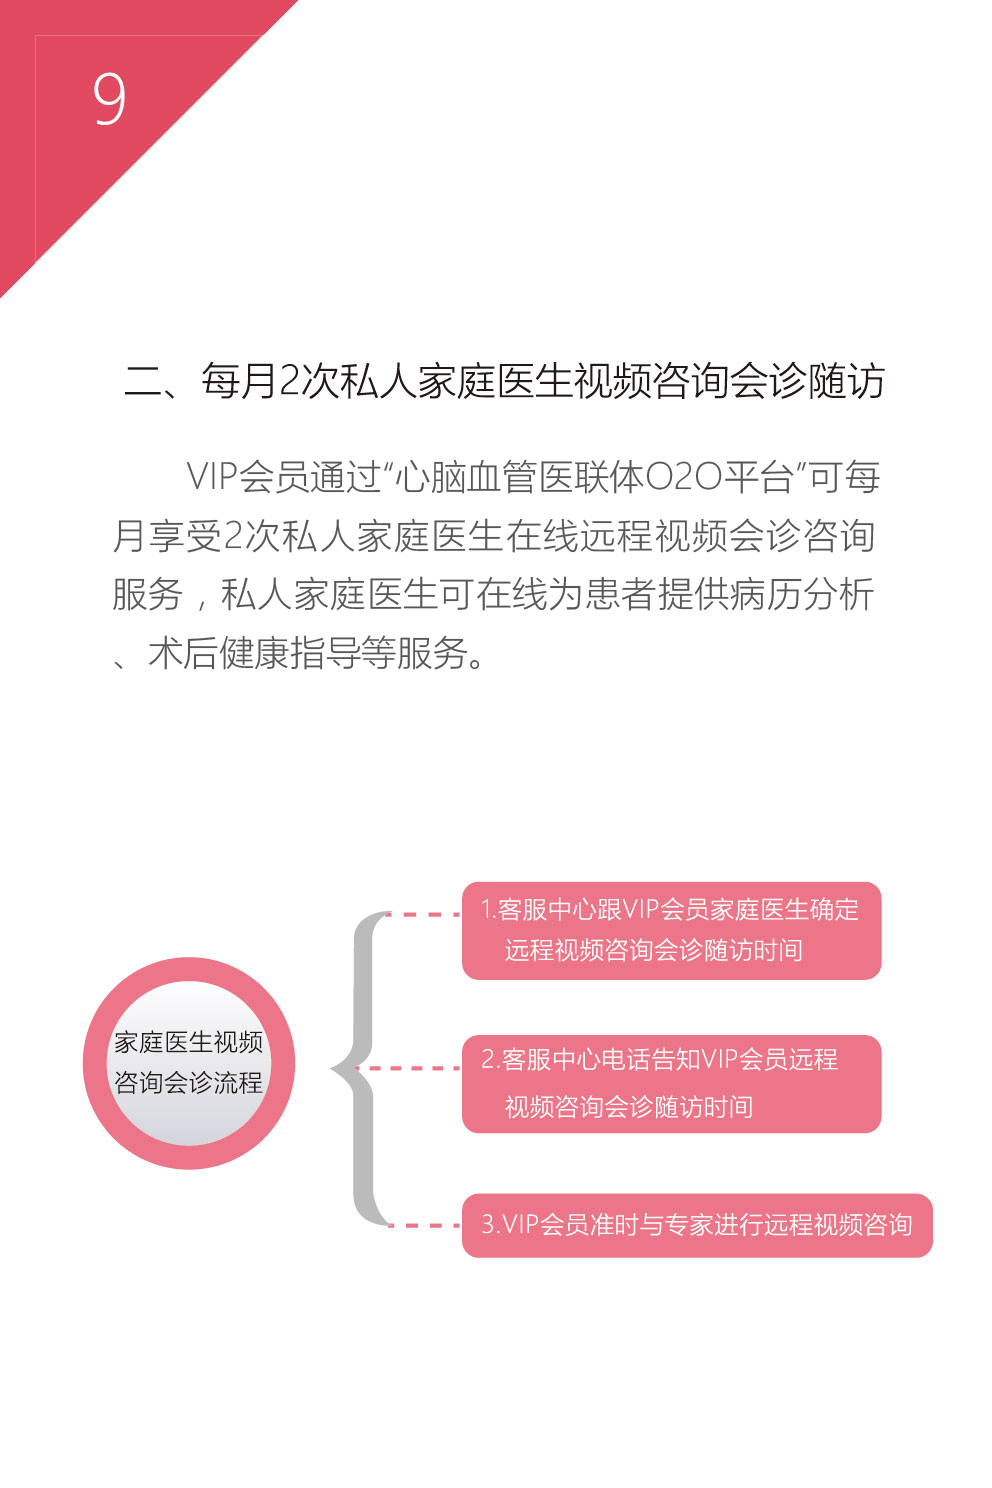 9
二、每月2次私人家庭医生视频咨询会诊随访
VIP会员通过“心脑血管医联体O2O平台”可每
月享受2次私人家庭医生在线远程视频会诊咨询
服务，私人家庭医生可在线为患者提供病历分析
、术后健康指导等服务。
家庭医生视频
咨询会诊流程
1.客服中心跟VIP会员家庭医生确定
远程视频咨询会诊随访时间
2.客服中心电话告知VIP会员远程
视频咨询会诊随访时间
3.VIP会员准时与专家进行远程视频咨询